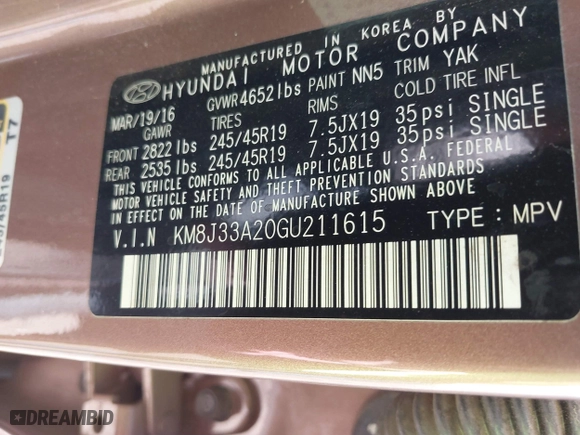 MANUFACTURED IN KOREA BY
HYUNDAI MOTOR COMPANY
MAR/19/16 GVWR 4652 lbs PAINT NN5 TRIM YAK
GAWR TIRES RIMS COLD TIRE INFL
FRONT 2822 lbs 245/45R19 7.5JX19 35 psi SINGLE
REAR 2535 lbs 245/45R19 7.5JX19 35 psi SINGLE
THIS VEHICLE CONFORMS TO ALL APPLICABLE U.S.A. FEDERAL
MOTOR VEHICLE SAFETY AND THEFT PREVENTION STANDARDS
IN EFFECT ON THE DATE OF MANUFACTURE SHOWN ABOVE.
V.I.N KM8J33A20GU211615 TYPE : MPV
17
245/45R19
DREAMBID